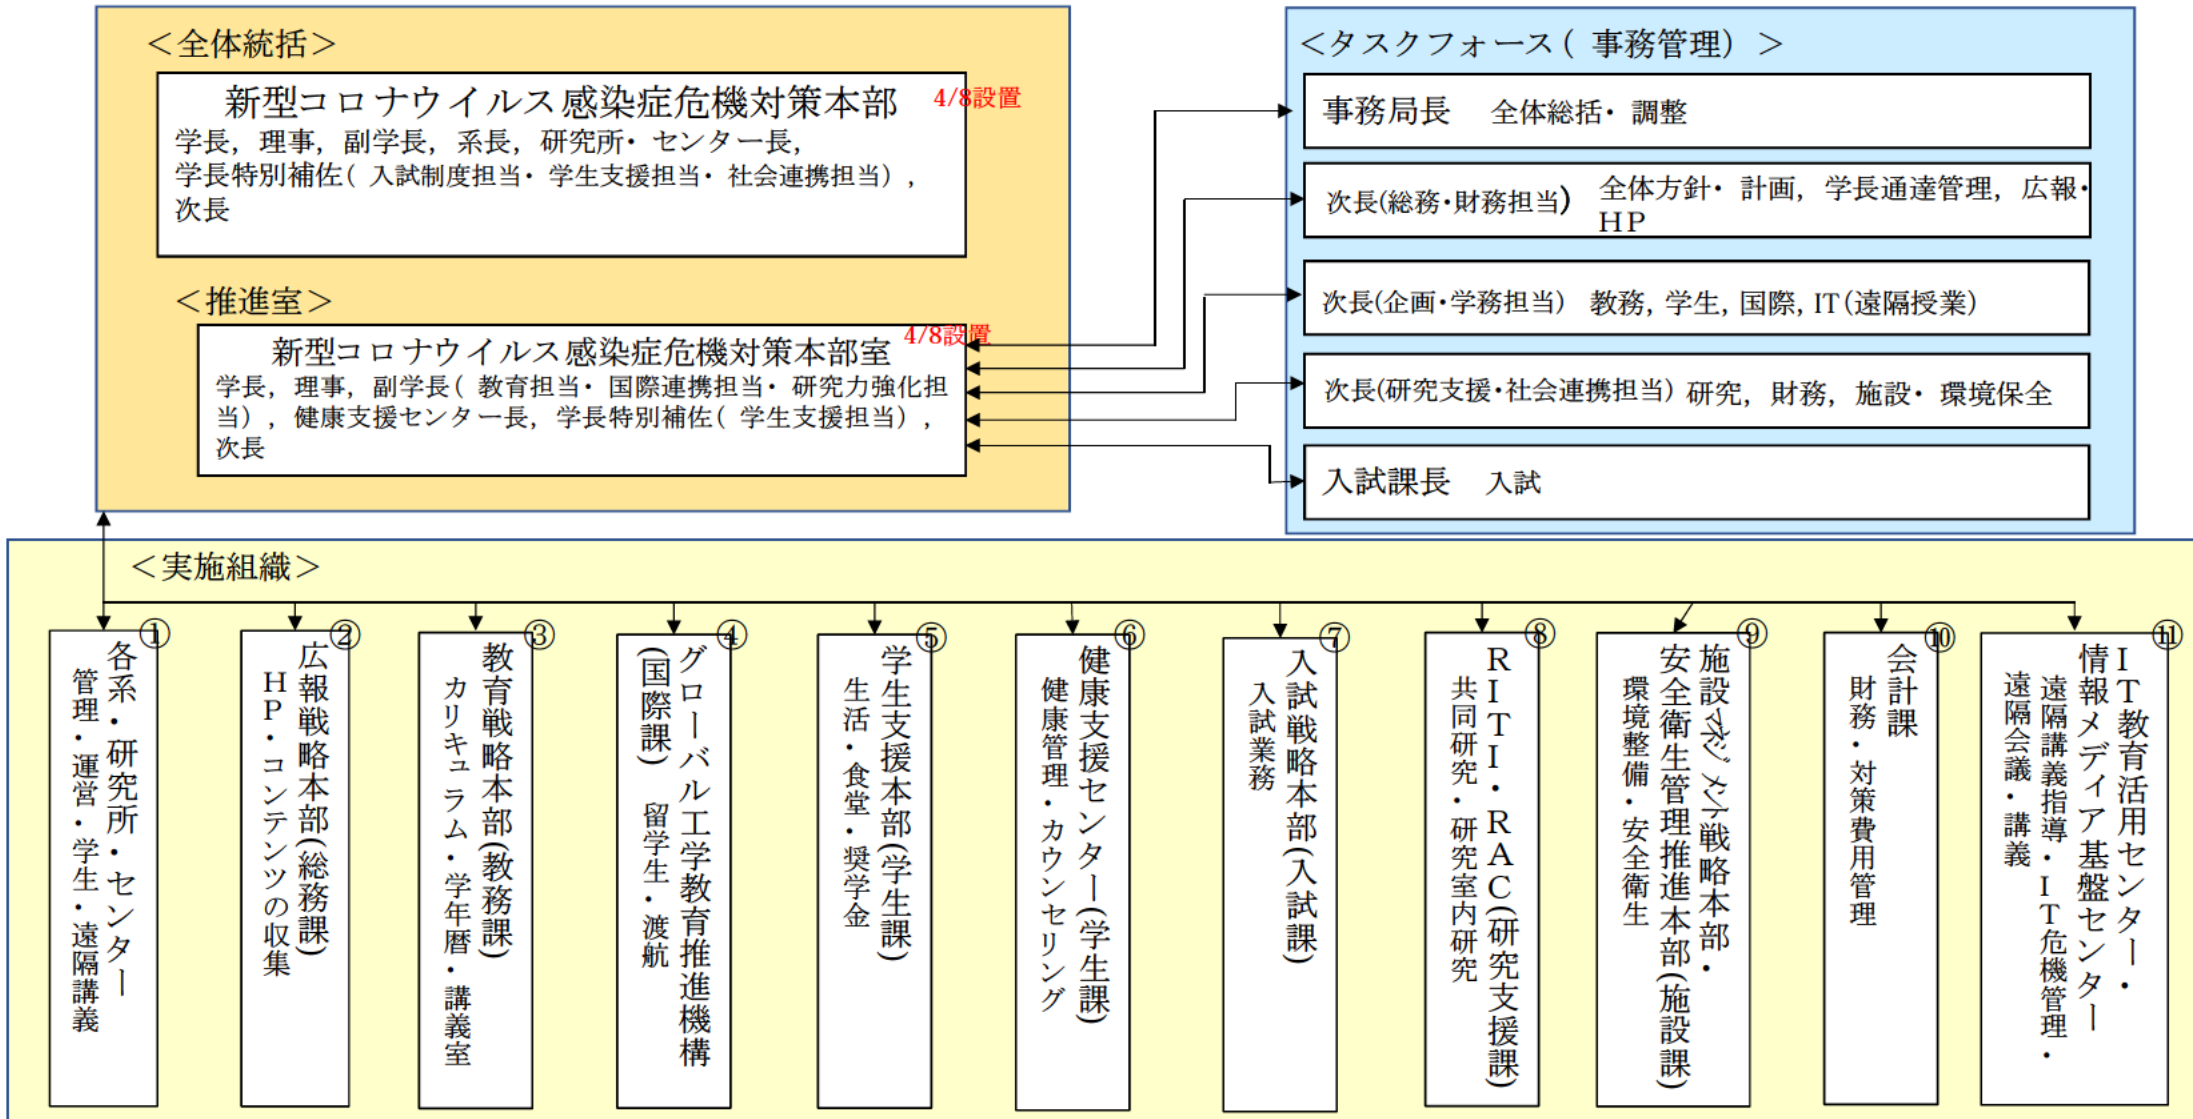 ＜全体統括＞
新型コロナウイルス感染症危機対策本部
4/8設置
学長，理事，副学長，系長，研究所・センター長，
学長特別補佐(入試制度担当・学生支援担当・社会連携担当)，
次長
＜推進室＞
新型コロナウイルス感染症危機対策本部室
4/8設置
学長，理事，副学長(教育担当・国際連携担当・研究力強化担
当)，健康支援センター長，学長特別補佐(学生支援担当)，
次長
＜タスクフォース(事務管理)＞
事務局長　全体総括・調整
次長(総務・財務担当)　全体方針・計画，学長通達管理，広報・
HP
次長(企画・学務担当)　教務，学生，国際，IT(遠隔授業)
次長(研究支援・社会連携担当)　研究，財務，施設・環境保全
入試課長　入試
＜実施組織＞
①
各系・研究所・センター
管理・運営・学生・遠隔講義
②
広報戦略本部(総務課)
HP・コンテンツの収集
③
教育戦略本部(教務課)
カリキュラム・学年暦・講義室
④
グローバル工学教育推進機構
(国際課)　留学生・渡航
⑤
学生支援本部(学生課)
生活・食堂・奨学金
⑥
健康支援センター(学生課)
健康管理・カウンセリング
⑦
入試戦略本部(入試課)
入試業務
⑧
RITI・RAC(研究支援課)
共同研究・研究室内研究
⑨
施設マネジメント戦略本部・
安全衛生管理推進本部(施設課)
環境整備・安全衛生
⑩
会計課
財務・対策費用管理
⑪
IT教育活用センター・
情報メディア基盤センター
遠隔講義指導・IT危機管理・
遠隔会議・講義